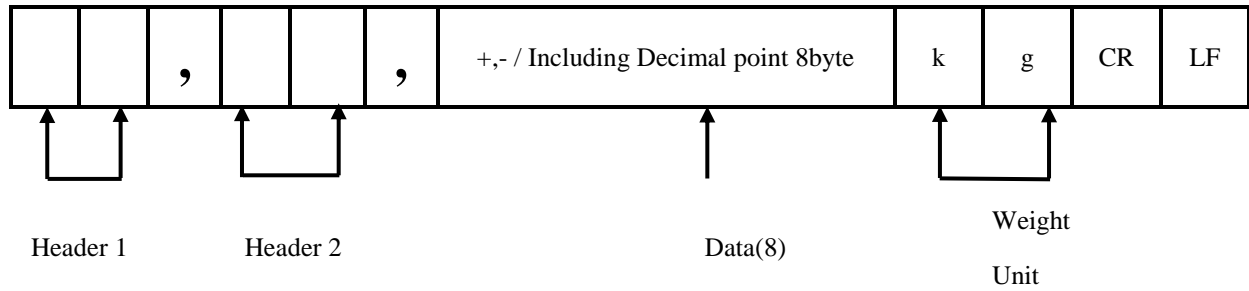 , , +,- / Including Decimal point 8byte k g CR LF
Header 1 Header 2 Data(8) Weight
Unit